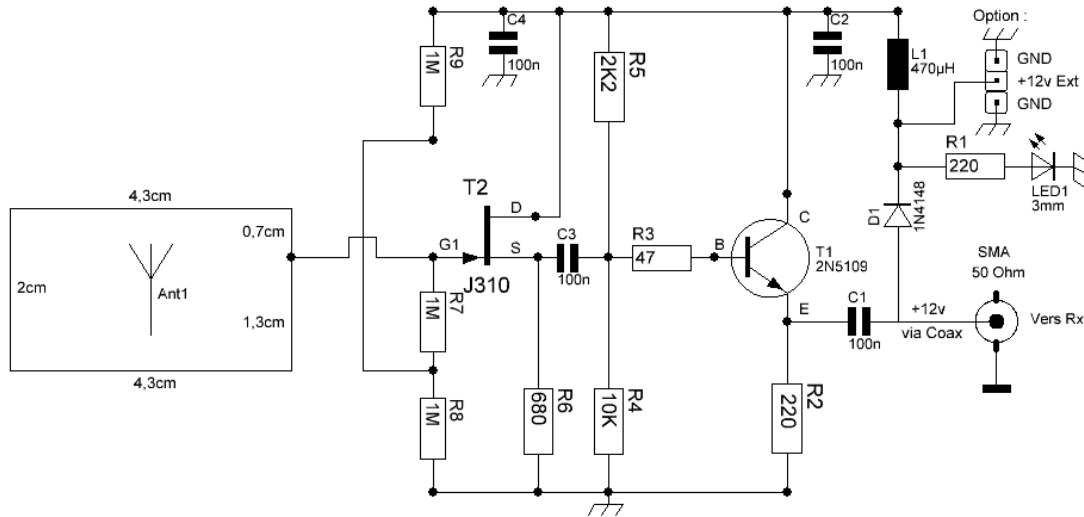 Option :
C4
100n
C2
100n
R9
1M
R5
2K2
L1
470µH
GND
+12v Ext
GND
R1
220
LED1
3mm
D1
1N4148
4,3cm
0,7cm
2cm
Ant1
1,3cm
4,3cm
T2
D
G1
S
J310
C3
100n
R3
47
B
C
T1
2N5109
E
SMA
50 Ohm
Vers Rx
+12v
via Coax
C1
100n
R7
1M
R8
1M
R6
680
R4
10K
R2
220